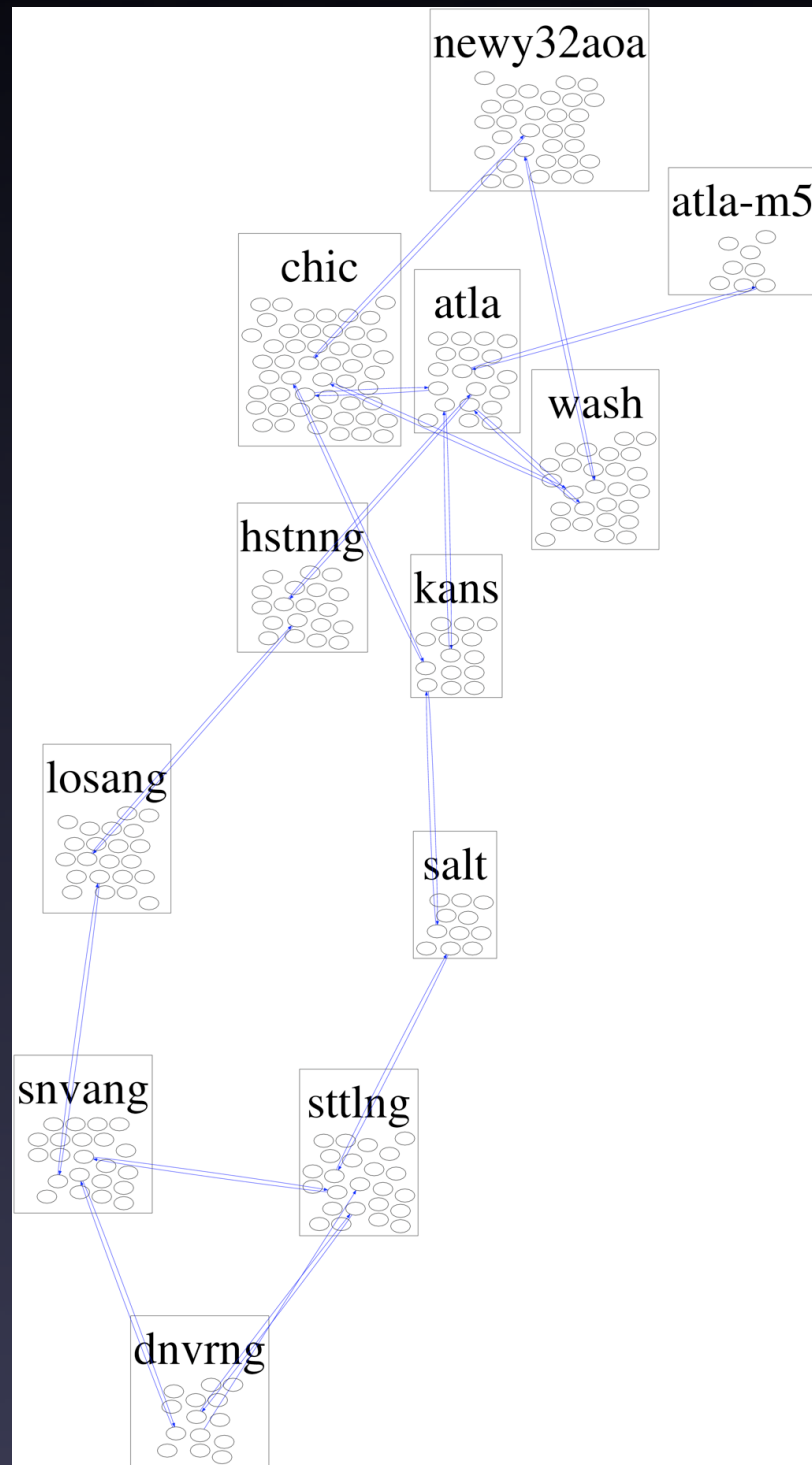 newy32aoa
atla-m5
chic
atla
wash
hstnng
kans
losang
salt
snvang
sttlng
dnvrng